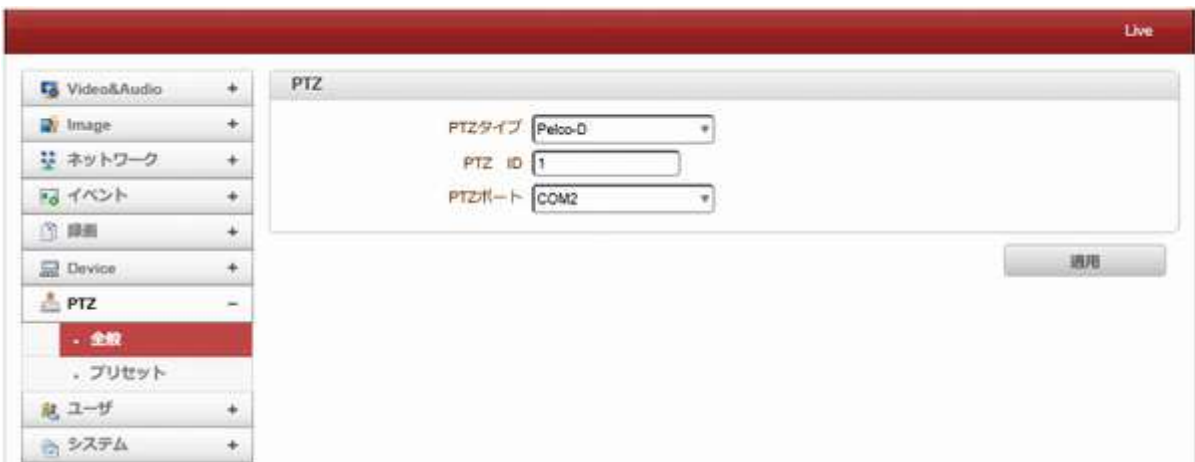 Live
Video&Audio +
Image +
ネットワーク +
イベント +
録画 +
Device +
PTZ -
. 全般
. プリセット
ユーザ +
システム +
PTZ
PTZタイプ Pelco-D
PTZ ID 1
PTZポート COM2
適用